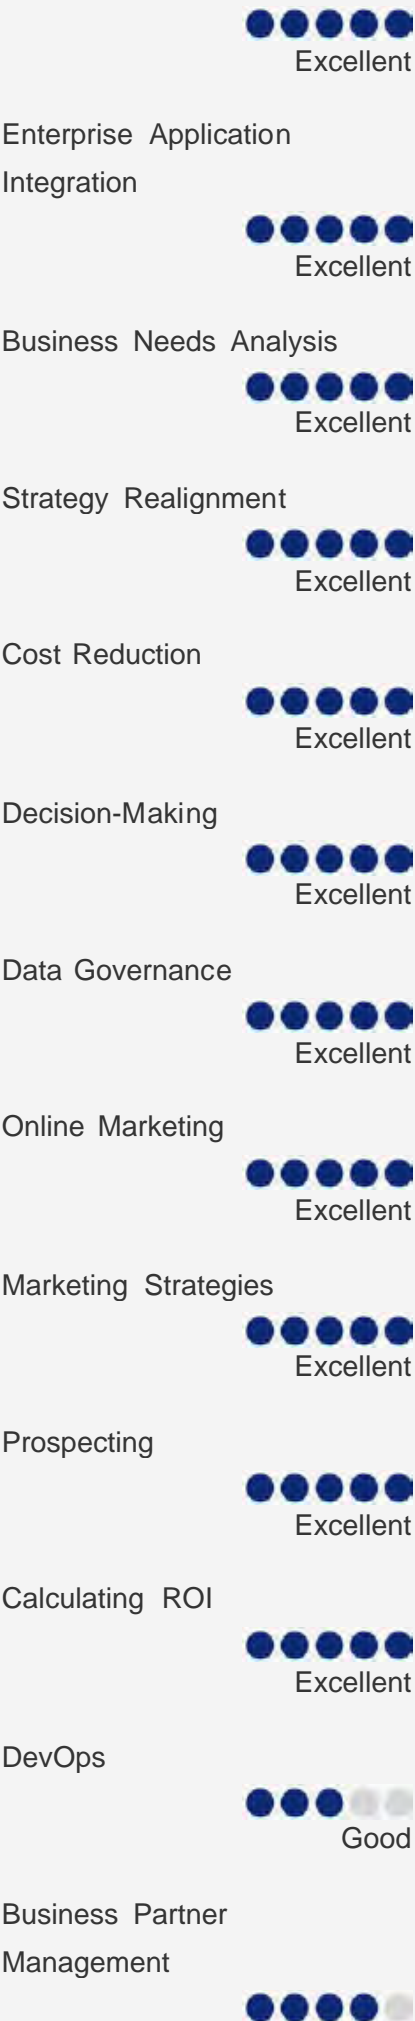 Excellent
Enterprise Application
Integration
Excellent
Business Needs Analysis
Excellent
Strategy Realignment
Excellent
Cost Reduction
Excellent
Decision-Making
Excellent
Data Governance
Excellent
Online Marketing
Excellent
Marketing Strategies
Excellent
Prospecting
Excellent
Calculating ROI
Excellent
DevOps
Good
Business Partner
Management